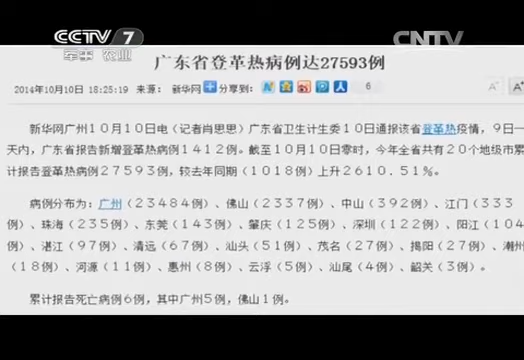 CCTV 7
军事 农业
CNTV
广东省登革热病例达27593例
2014年10月10日 18:25:19 来源： 新华网 分享到： 6 A⁻ A⁺
新华网广州10月10日电（记者肖思思）广东省卫生计生委10日通报该省登革热疫情，9日一
天内，广东省报告新增登革热病例1412例。截至10月10日零时，今年全省共有20个地级市累
计报告登革热病例27593例，较去年同期（1018例）上升2610.51%。
病例分布为：广州（23484例）、佛山（2337例）、中山（392例）、江门（333
例）、珠海（235例）、东莞（143例）、肇庆（125例）、深圳（122例）、阳江（104
例）、湛江（97例）、清远（67例）、汕头（51例）、茂名（27例）、揭阳（27例）、潮州
（18例）、河源（11例）、惠州（8例）、云浮（5例）、汕尾（4例）、韶关（3例）。
累计报告死亡病例6例，其中广州5例，佛山1例。